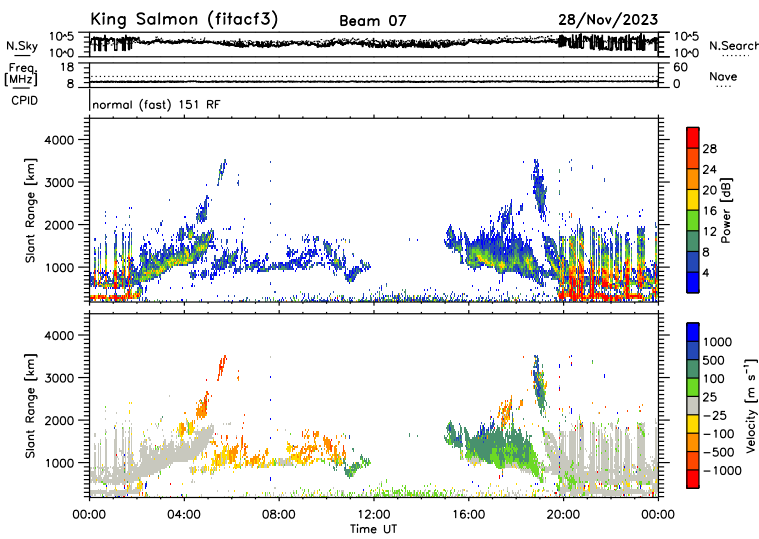 King Salmon (fitacf3) Beam 07 28/Nov/2023
N.Sky 10^5 10^0 10^5 10^0 N.Search
Freq. [MHz] 18 8 60 0 Nave
CPID normal (fast) 151 RF
Slant Range [km] 4000 3000 2000 1000
28 24 20 16 12 8 4 Power [dB]
Slant Range [km] 4000 3000 2000 1000
1000 500 100 25 −25 −100 −500 −1000 Velocity [m s⁻¹]
00:00 04:00 08:00 12:00 16:00 20:00 00:00
Time UT